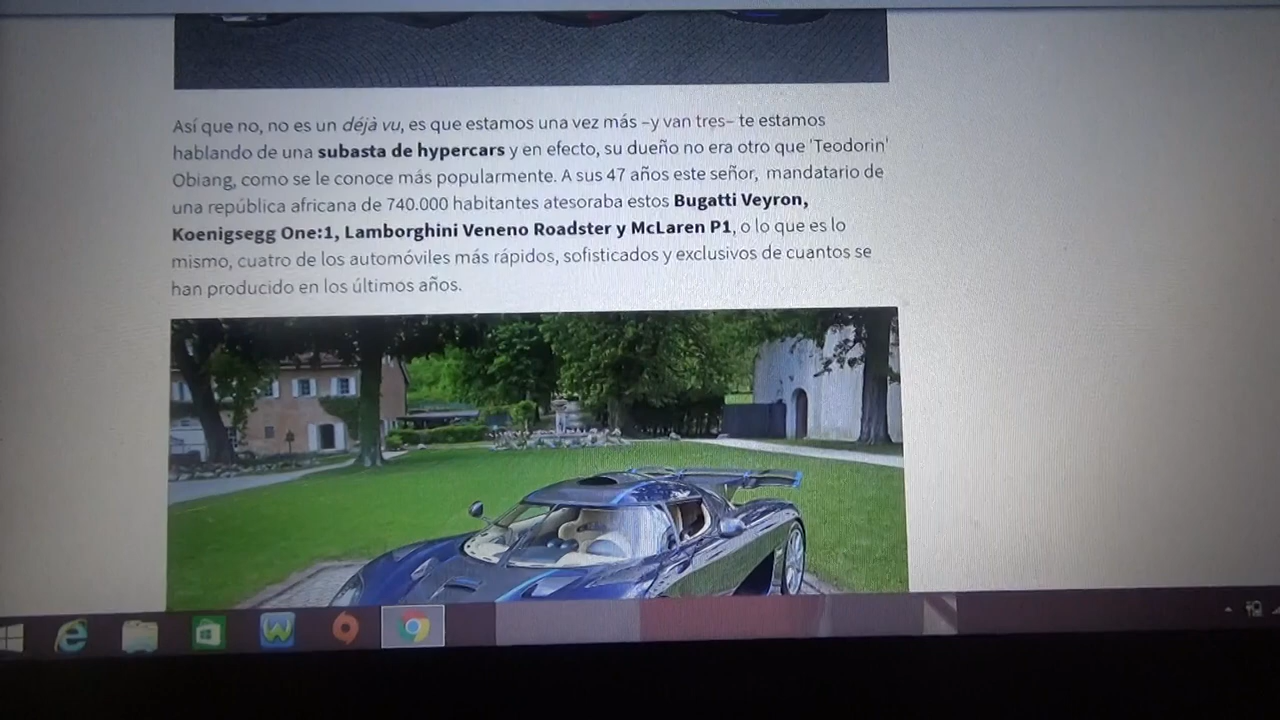 Así que no, no es un déjà vu, es que estamos una vez más –y van tres– te estamos
hablando de una subasta de hypercars y en efecto, su dueño no era otro que 'Teodorin'
Obiang, como se le conoce más popularmente. A sus 47 años este señor, mandatario de
una república africana de 740.000 habitantes atesoraba estos Bugatti Veyron,
Koenigsegg One:1, Lamborghini Veneno Roadster y McLaren P1, o lo que es lo
mismo, cuatro de los automóviles más rápidos, sofisticados y exclusivos de cuantos se
han producido en los últimos años.